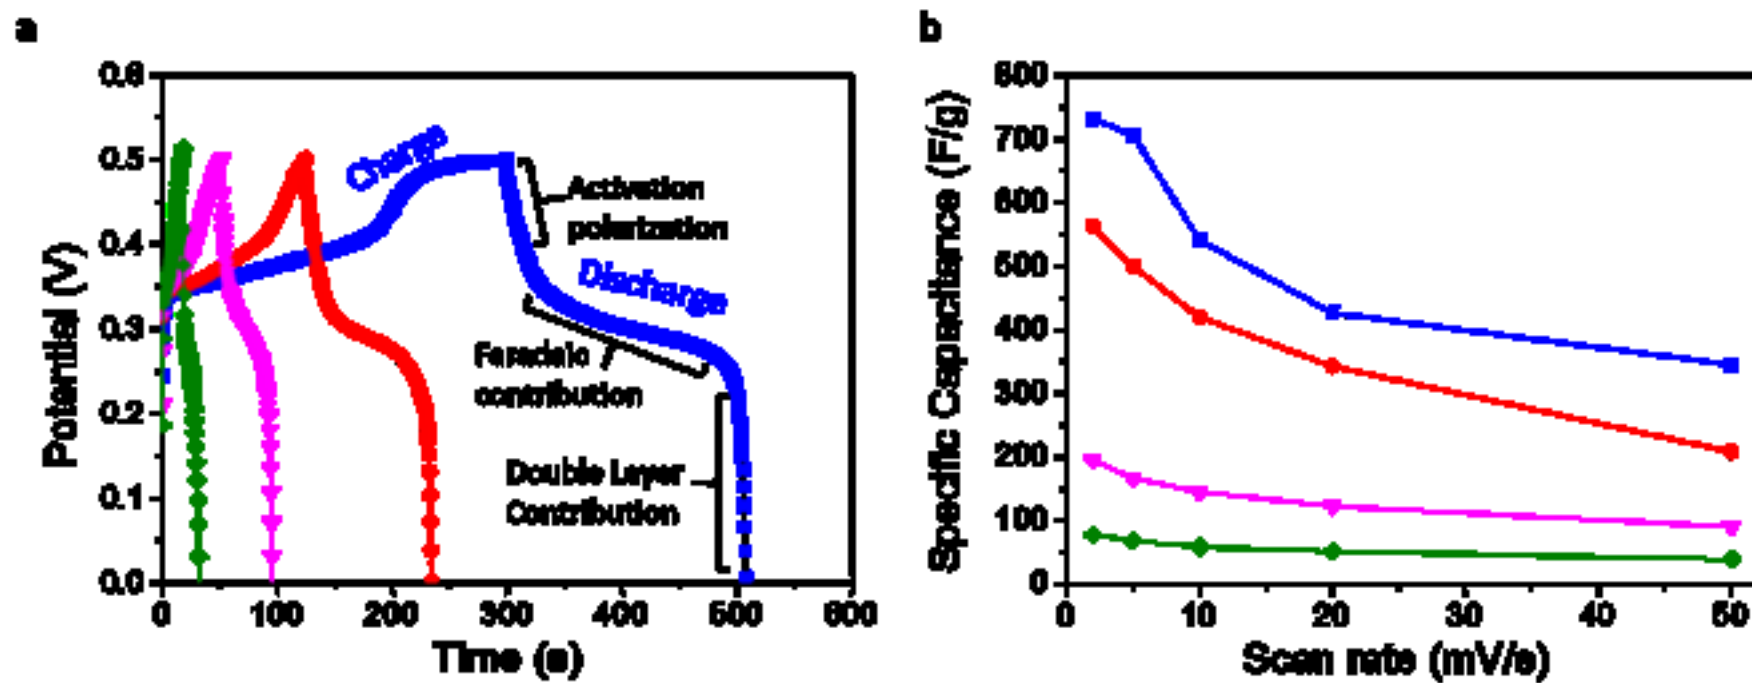 a
b
0.6
0.5
0.4
0.3
0.2
0.1
0.0
Potential (V)
Charge
Activation
polarization
Discharge
Faradaic
contribution
Double Layer
Contribution
0
100
200
300
400
500
600
Time (s)
800
700
600
500
400
300
200
100
0
Specific Capacitance (F/g)
0
10
20
30
40
50
Scan rate (mV/s)